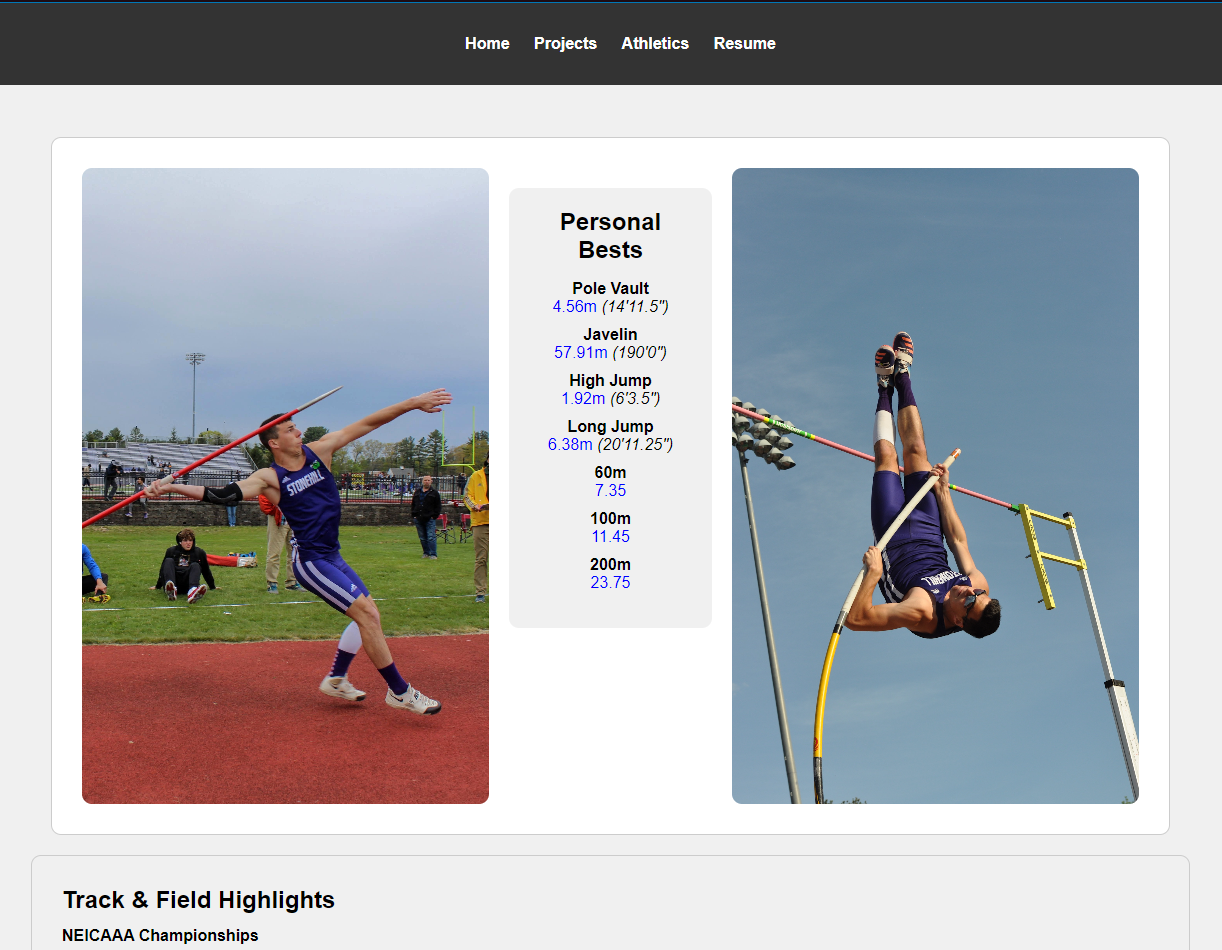 Home Projects Athletics Resume
Personal
Bests
Pole Vault
4.56m (14'11.5")
Javelin
57.91m (190'0")
High Jump
1.92m (6'3.5")
Long Jump
6.38m (20'11.25")
60m
7.35
100m
11.45
200m
23.75
STONEHILL
STONEHILL
Track & Field Highlights
NEICAAA Championships